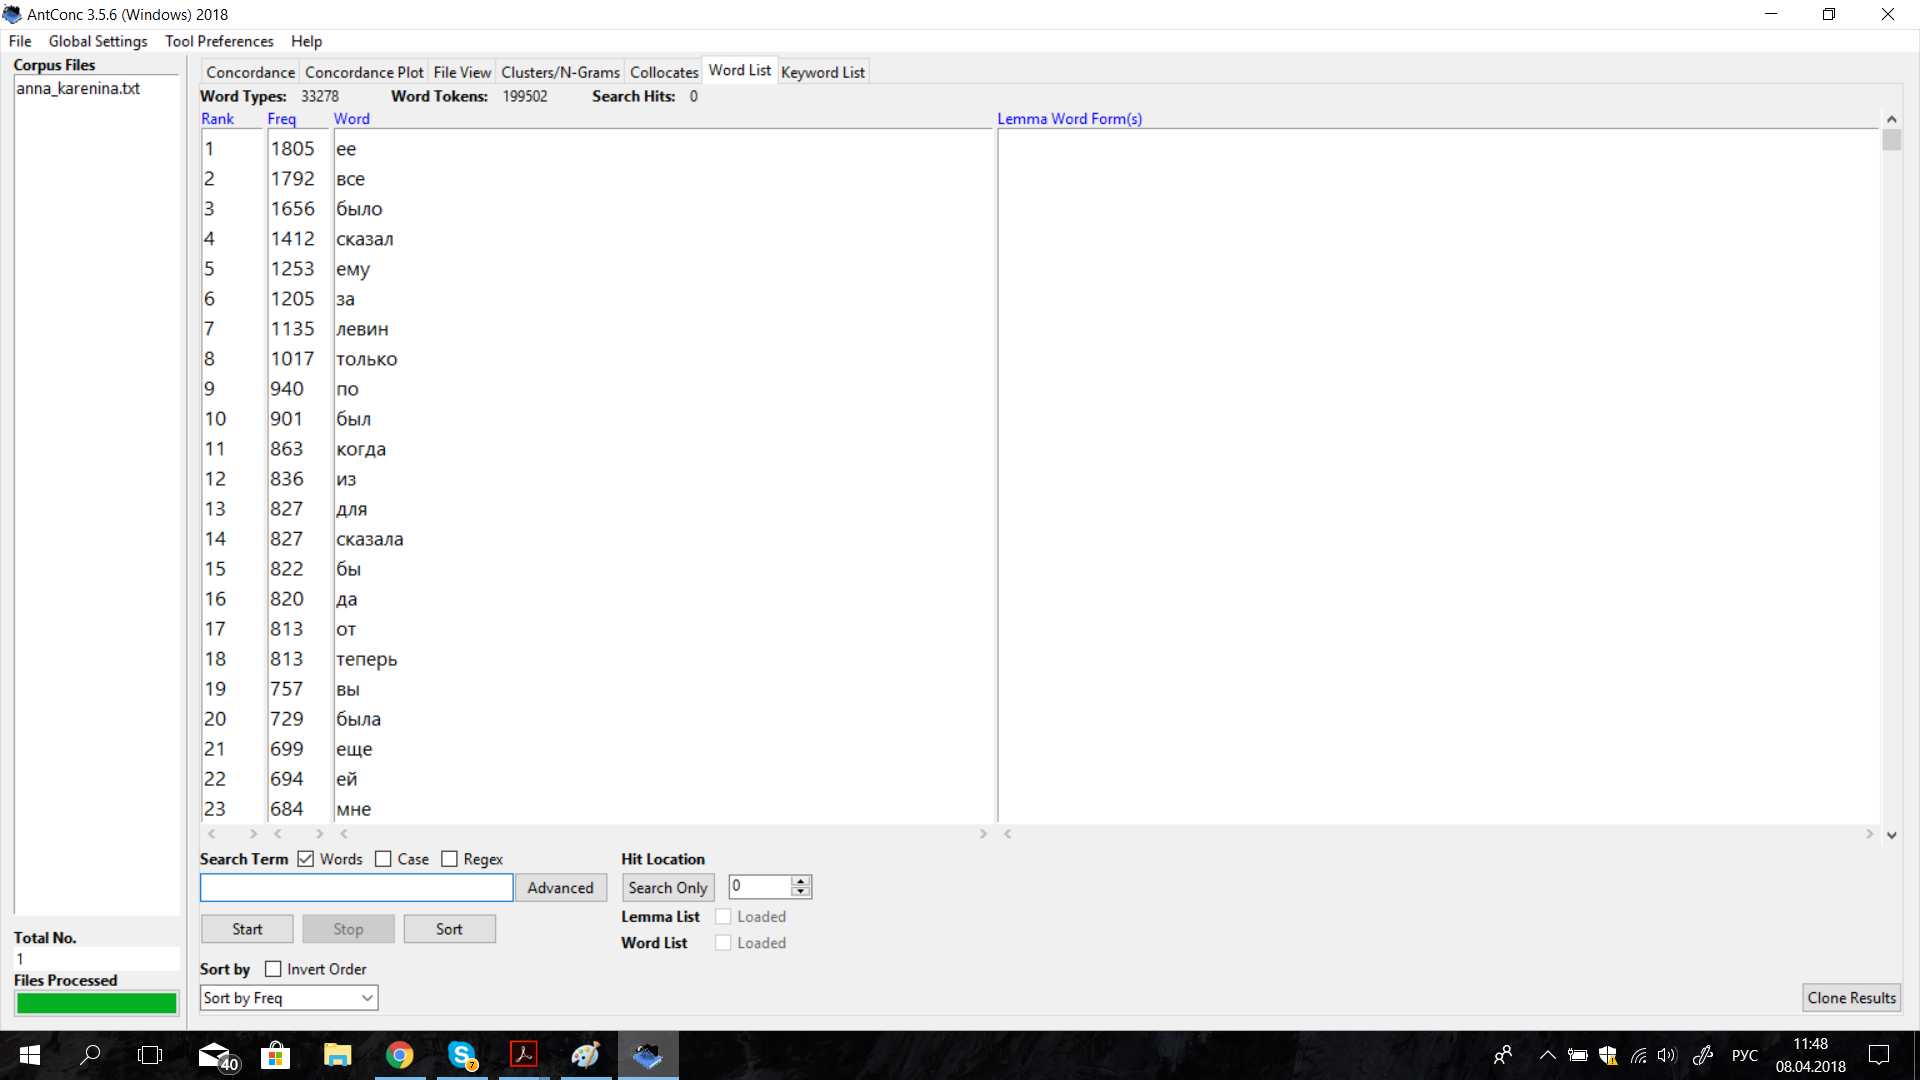 AntConc 3.5.6 (Windows) 2018
File Global Settings Tool Preferences Help
Corpus Files
anna_karenina.txt
Concordance Concordance Plot File View Clusters/N-Grams Collocates Word List Keyword List
Word Types: 33278 Word Tokens: 199502 Search Hits: 0
Rank Freq Word Lemma Word Form(s)
1 1805 ее
2 1792 все
3 1656 было
4 1412 сказал
5 1253 ему
6 1205 за
7 1135 левин
8 1017 только
9 940 по
10 901 был
11 863 когда
12 836 из
13 827 для
14 827 сказала
15 822 бы
16 820 да
17 813 от
18 813 теперь
19 757 вы
20 729 была
21 699 еще
22 694 ей
23 684 мне
Search Term Words Case Regex Hit Location
Advanced Search Only 0
Start Stop Sort
Lemma List Loaded
Word List Loaded
Total No.
1
Files Processed
Sort by Invert Order
Sort by Freq
Clone Results
40
7
РУС
11:48
08.04.2018